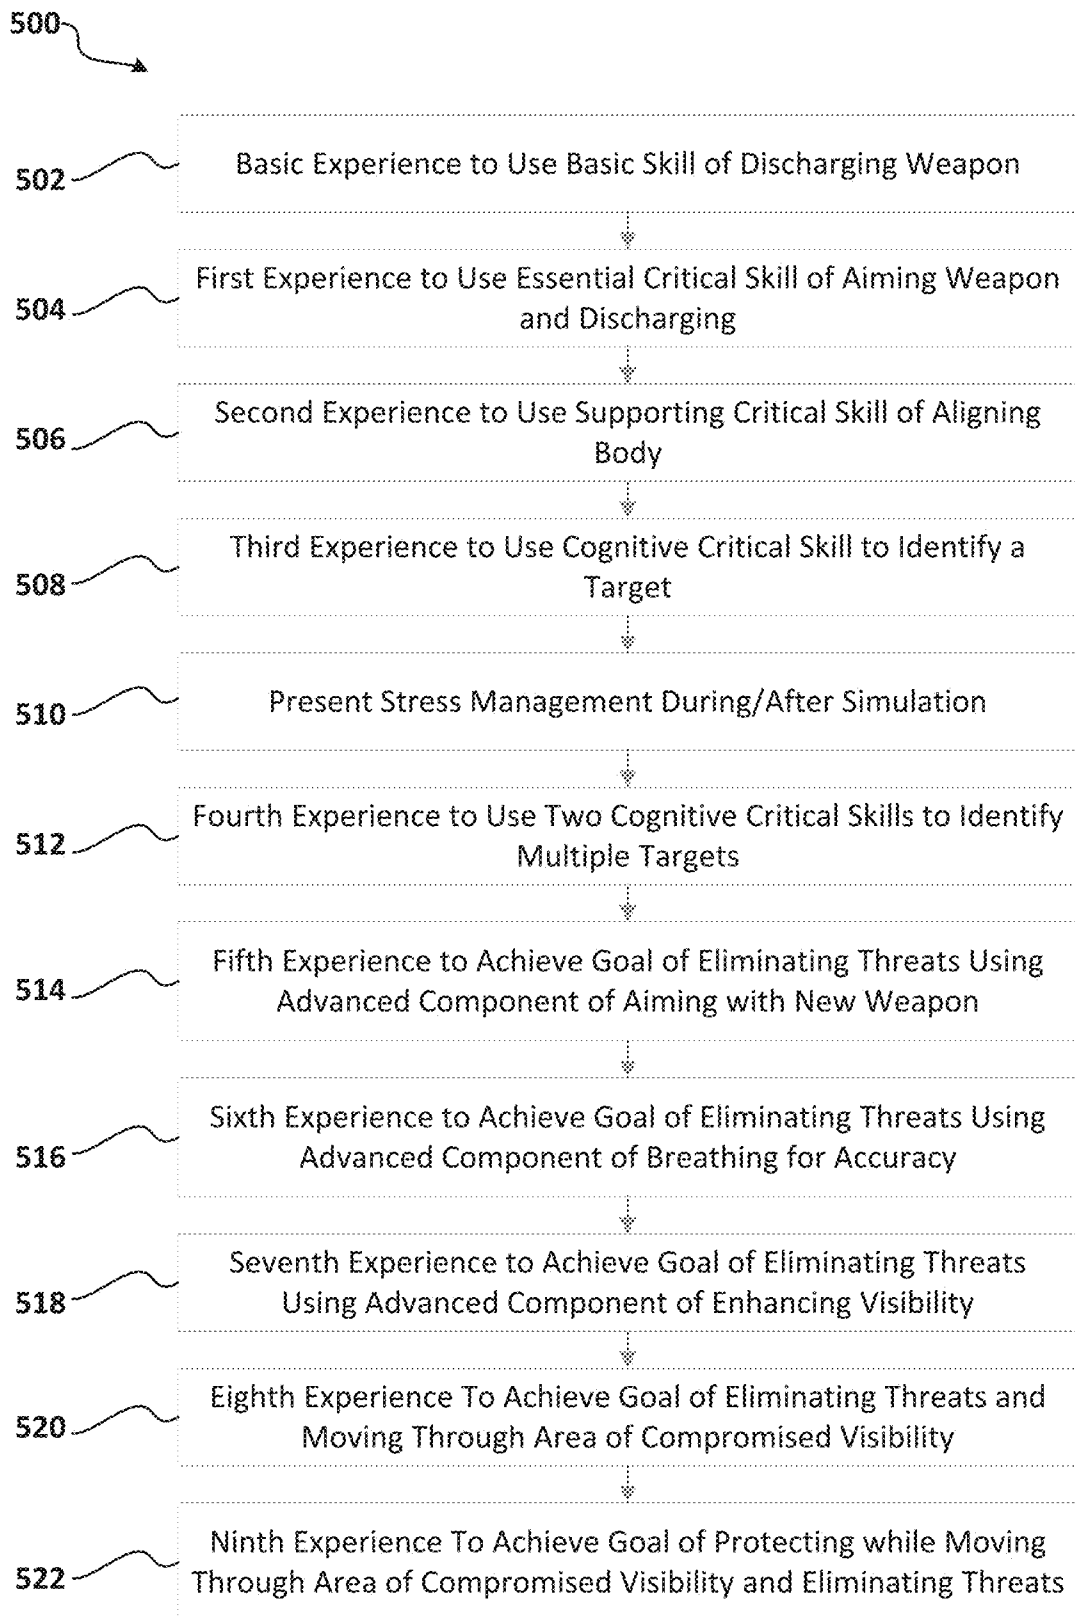 500
502
Basic Experience to Use Basic Skill of Discharging Weapon
504
First Experience to Use Essential Critical Skill of Aiming Weapon
and Discharging
506
Second Experience to Use Supporting Critical Skill of Aligning
Body
508
Third Experience to Use Cognitive Critical Skill to Identify a
Target
510
Present Stress Management During/After Simulation
512
Fourth Experience to Use Two Cognitive Critical Skills to Identify
Multiple Targets
514
Fifth Experience to Achieve Goal of Eliminating Threats Using
Advanced Component of Aiming with New Weapon
516
Sixth Experience to Achieve Goal of Eliminating Threats Using
Advanced Component of Breathing for Accuracy
518
Seventh Experience to Achieve Goal of Eliminating Threats
Using Advanced Component of Enhancing Visibility
520
Eighth Experience To Achieve Goal of Eliminating Threats and
Moving Through Area of Compromised Visibility
522
Ninth Experience To Achieve Goal of Protecting while Moving
Through Area of Compromised Visibility and Eliminating Threats